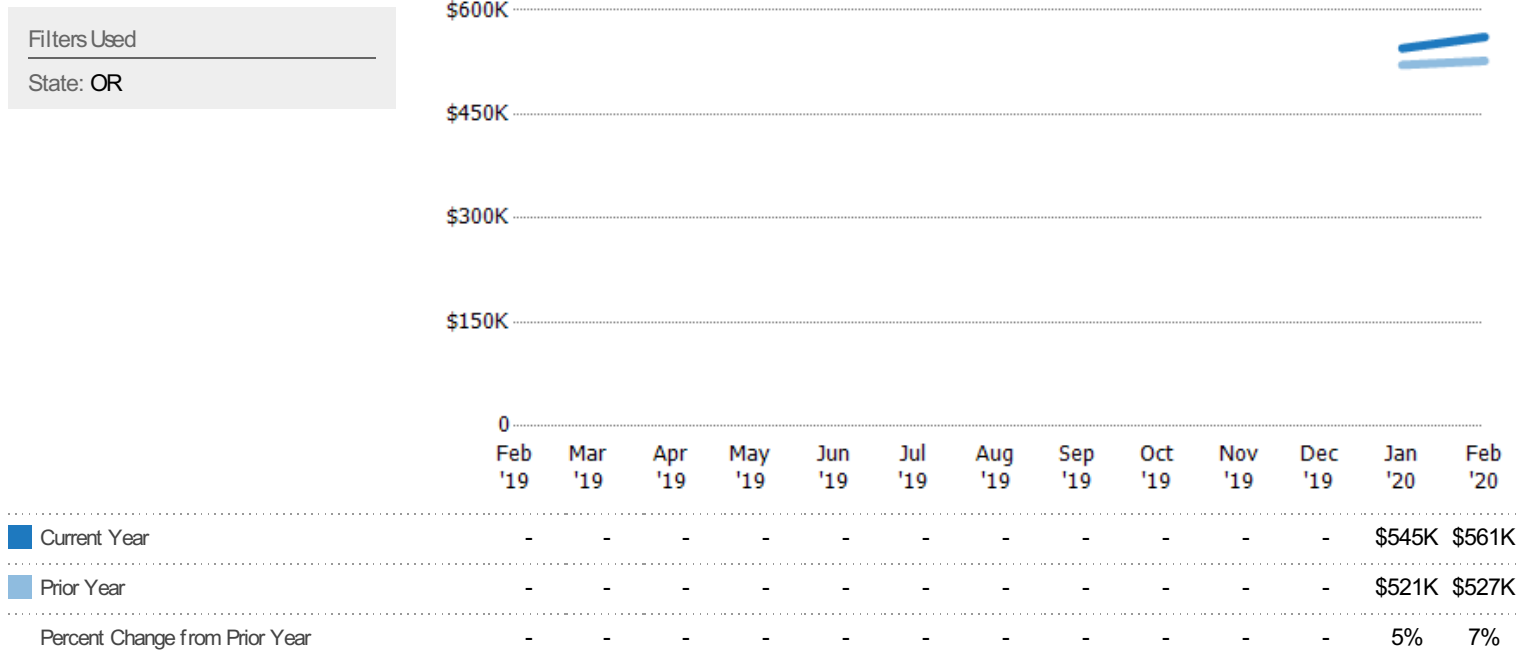 Filters Used
State: OR
$600K
$450K
$300K
$150K
0
Feb Mar Apr May Jun Jul Aug Sep Oct Nov Dec Jan Feb
'19 '19 '19 '19 '19 '19 '19 '19 '19 '19 '19 '20 '20
Current Year - - - - - - - - - - - $545K $561K
Prior Year - - - - - - - - - - - $521K $527K
Percent Change from Prior Year - - - - - - - - - - - 5% 7%